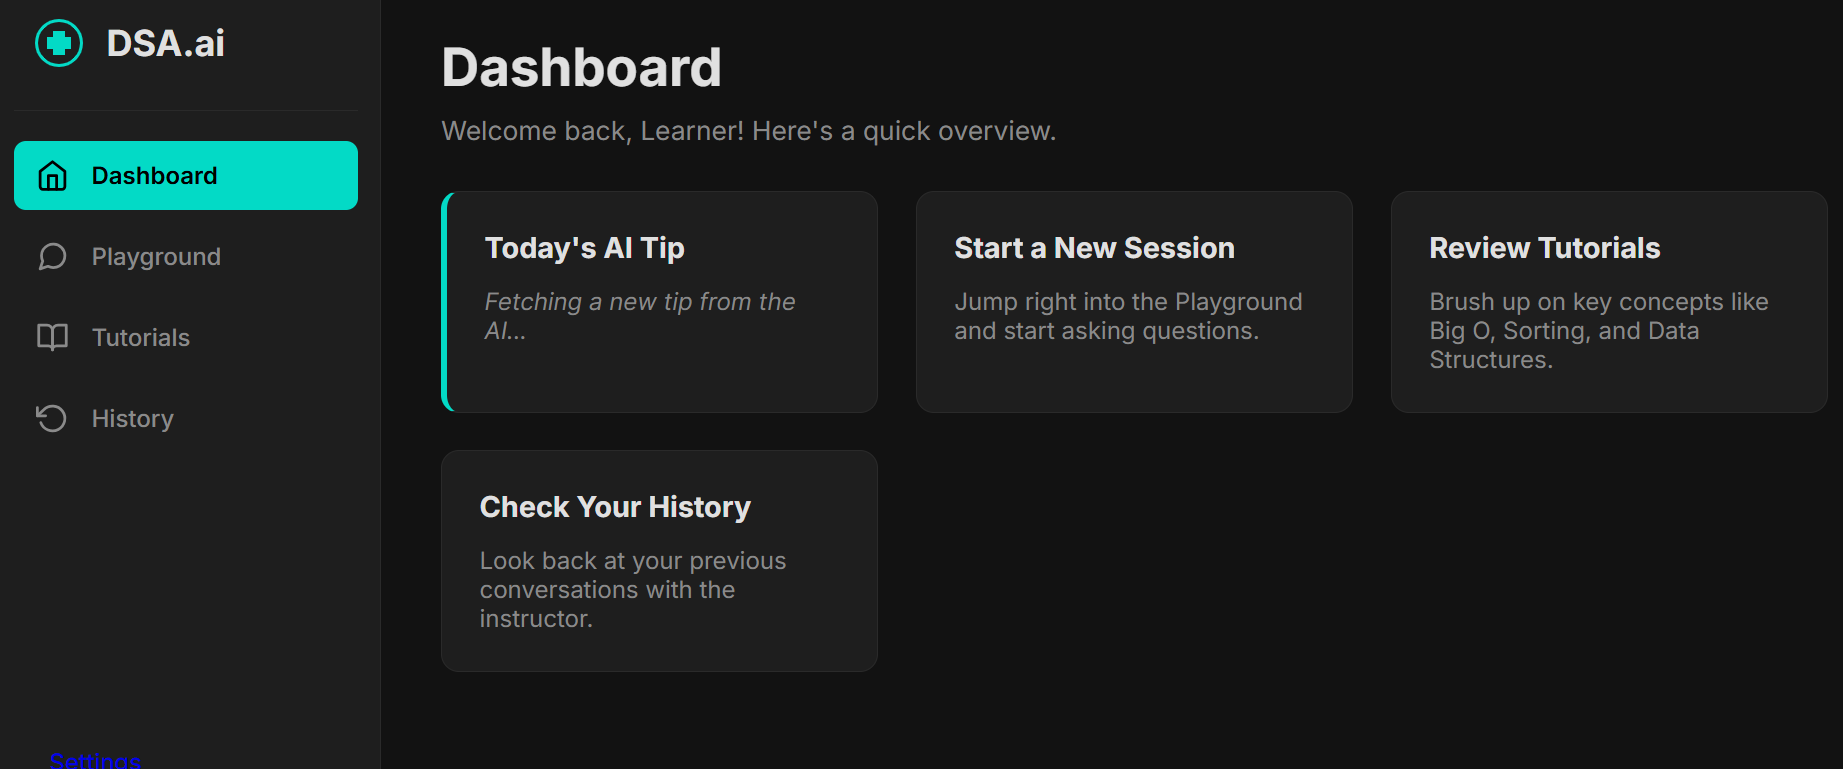 DSA.ai
Dashboard
Playground
Tutorials
History
Settings
Dashboard
Welcome back, Learner! Here's a quick overview.
Today's AI Tip
Fetching a new tip from the
AI...
Start a New Session
Jump right into the Playground
and start asking questions.
Review Tutorials
Brush up on key concepts like
Big O, Sorting, and Data
Structures.
Check Your History
Look back at your previous
conversations with the
instructor.